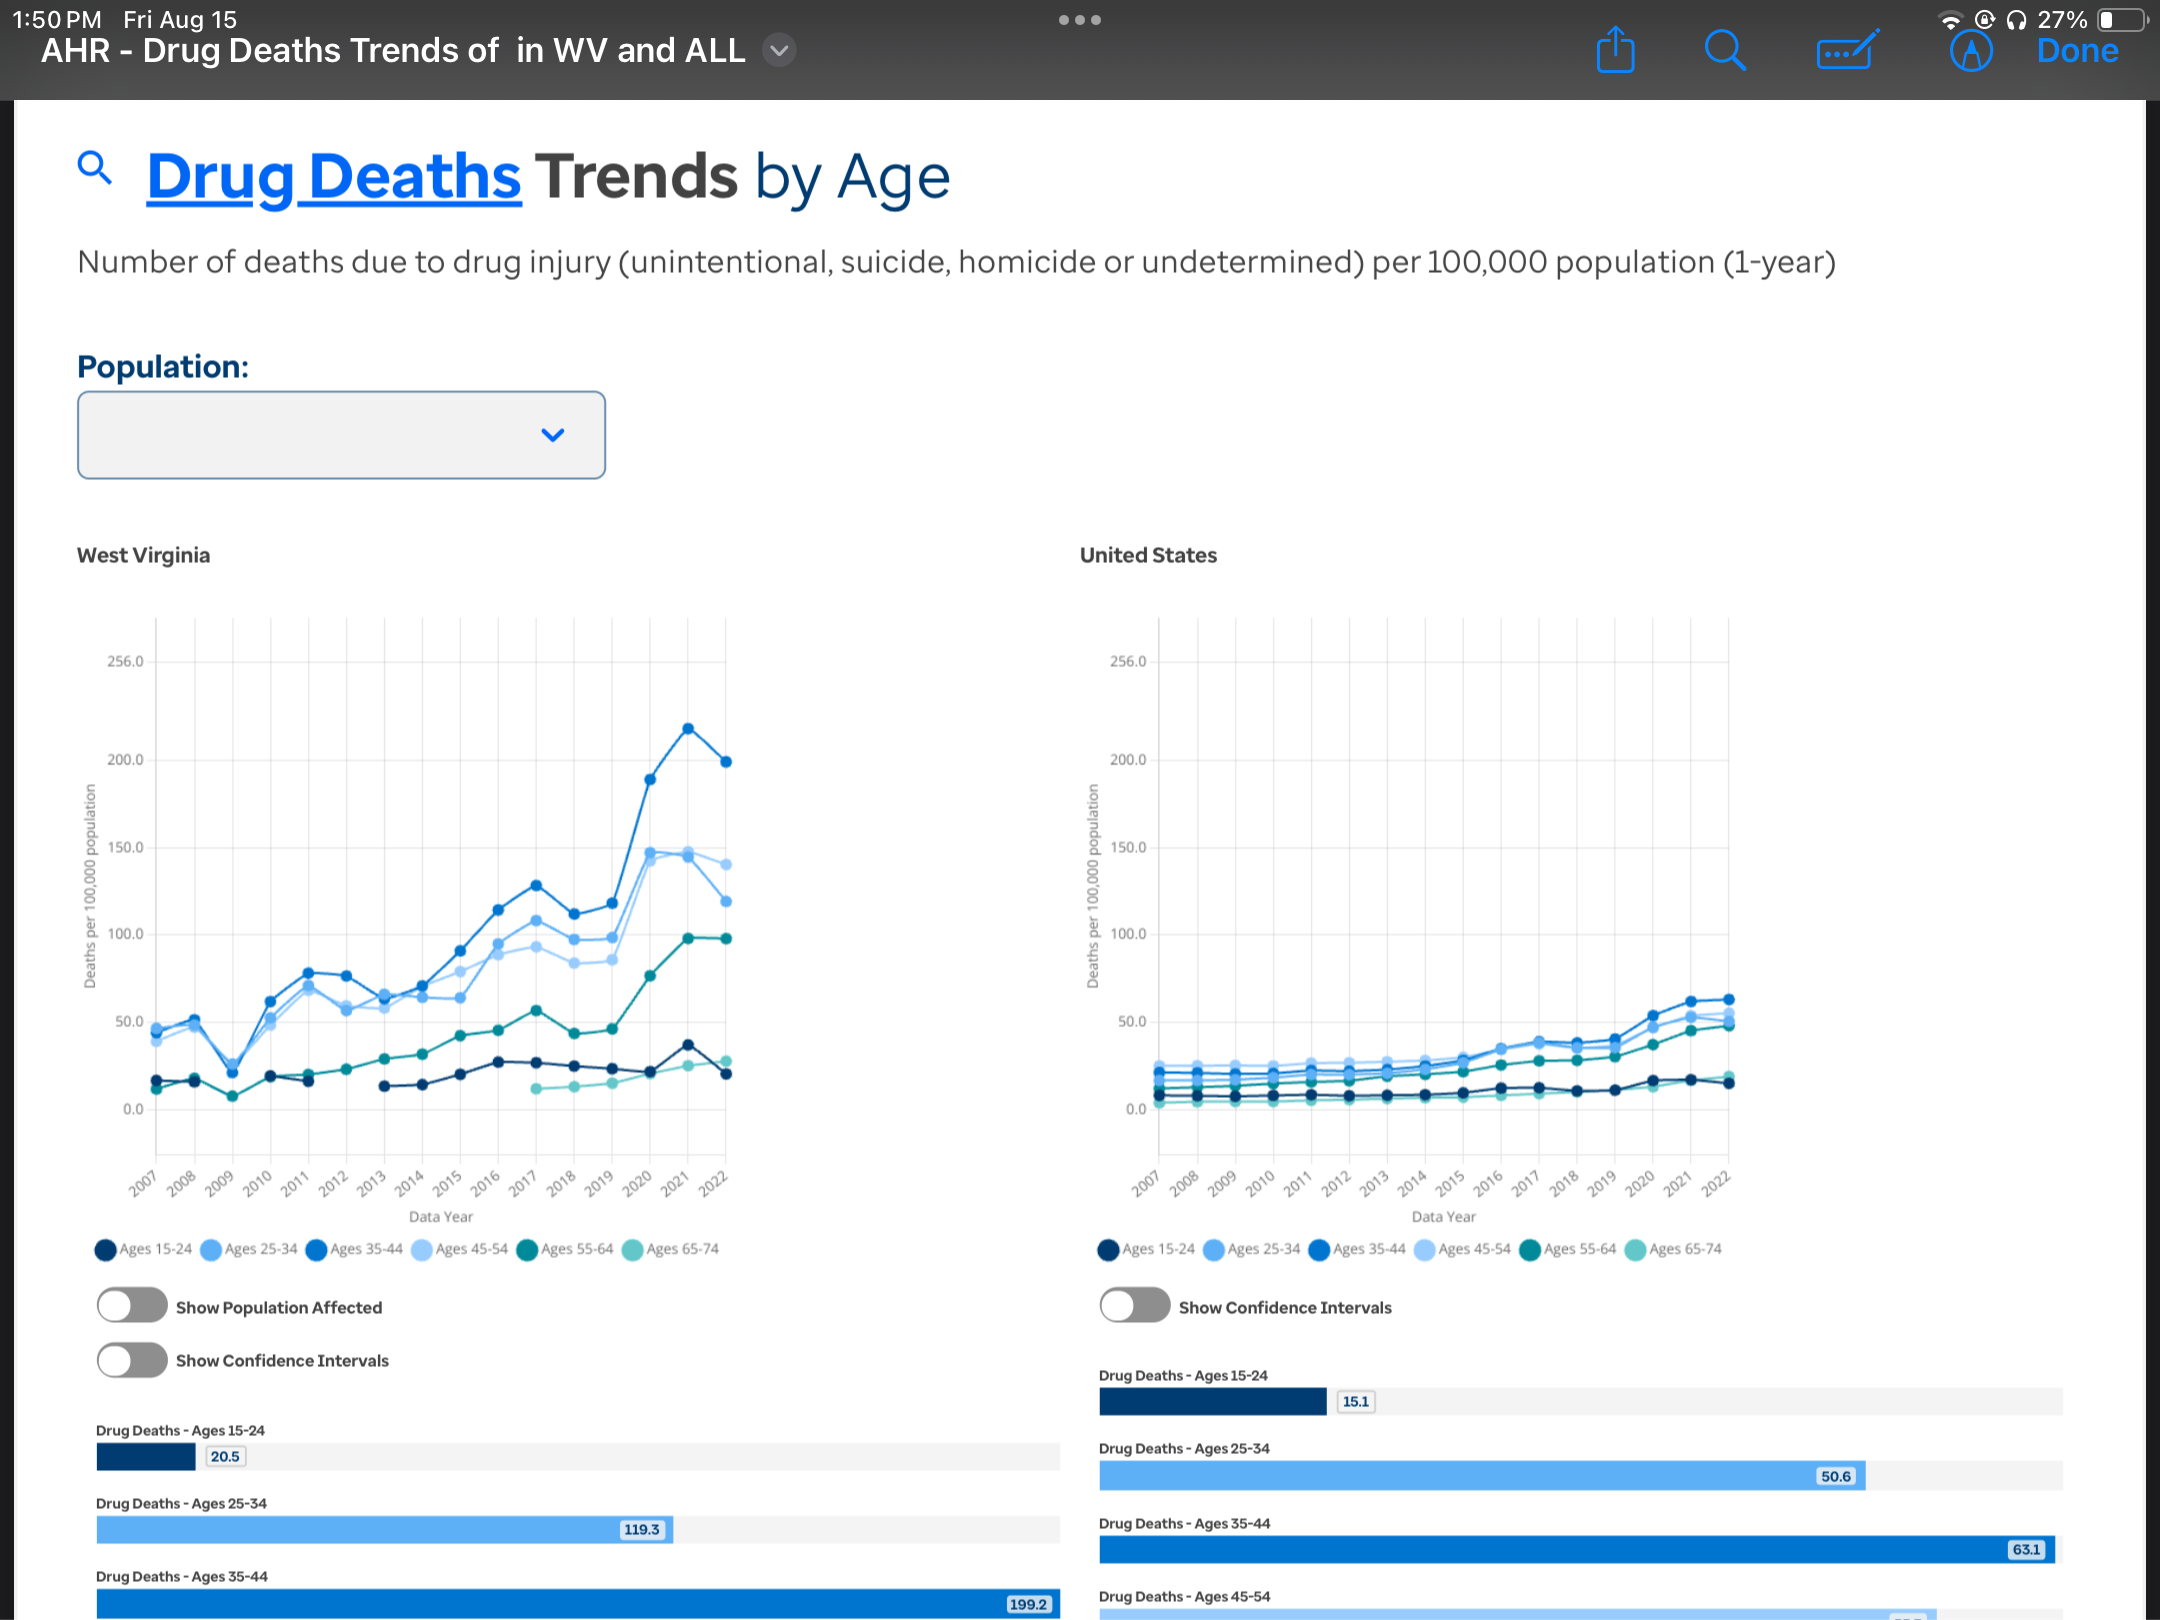 1:50 PM Fri Aug 15
27%
AHR - Drug Deaths Trends of in WV and ALL
Done
Drug Deaths Trends by Age
Number of deaths due to drug injury (unintentional, suicide, homicide or undetermined) per 100,000 population (1-year)
Population:
West Virginia
256.0
200.0
150.0
100.0
50.0
0.0
Deaths per 100,000 population
2007 2008 2009 2010 2011 2012 2013 2014 2015 2016 2017 2018 2019 2020 2021 2022
Data Year
Ages 15-24 Ages 25-34 Ages 35-44 Ages 45-54 Ages 55-64 Ages 65-74
Show Population Affected
Show Confidence Intervals
Drug Deaths - Ages 15-24
20.5
Drug Deaths - Ages 25-34
119.3
Drug Deaths - Ages 35-44
199.2
United States
256.0
200.0
150.0
100.0
50.0
0.0
Deaths per 100,000 population
2007 2008 2009 2010 2011 2012 2013 2014 2015 2016 2017 2018 2019 2020 2021 2022
Data Year
Ages 15-24 Ages 25-34 Ages 35-44 Ages 45-54 Ages 55-64 Ages 65-74
Show Confidence Intervals
Drug Deaths - Ages 15-24
15.1
Drug Deaths - Ages 25-34
50.6
Drug Deaths - Ages 35-44
63.1
Drug Deaths - Ages 45-54